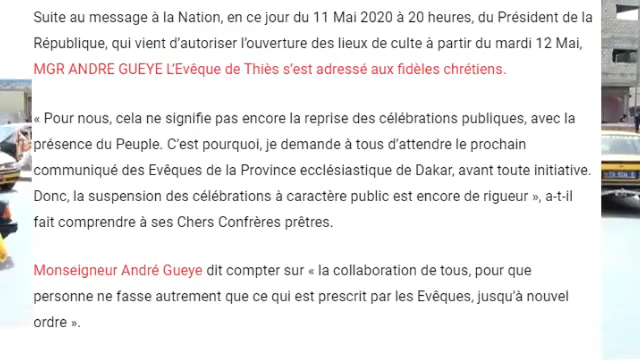 Suite au message à la Nation, en ce jour du 11 Mai 2020 à 20 heures, du Président de la
République, qui vient d’autoriser l’ouverture des lieux de culte à partir du mardi 12 Mai,
MGR ANDRE GUEYE L’Evêque de Thiès s’est adressé aux fidèles chrétiens.
« Pour nous, cela ne signifie pas encore la reprise des célébrations publiques, avec la
présence du Peuple. C’est pourquoi, je demande à tous d’attendre le prochain
communiqué des Evêques de la Province ecclésiastique de Dakar, avant toute initiative.
Donc, la suspension des célébrations à caractère public est encore de rigueur », a-t-il
fait comprendre à ses Chers Confrères prêtres.
Monseigneur André Gueye dit compter sur « la collaboration de tous, pour que
personne ne fasse autrement que ce qui est prescrit par les Evêques, jusqu’à nouvel
ordre ».